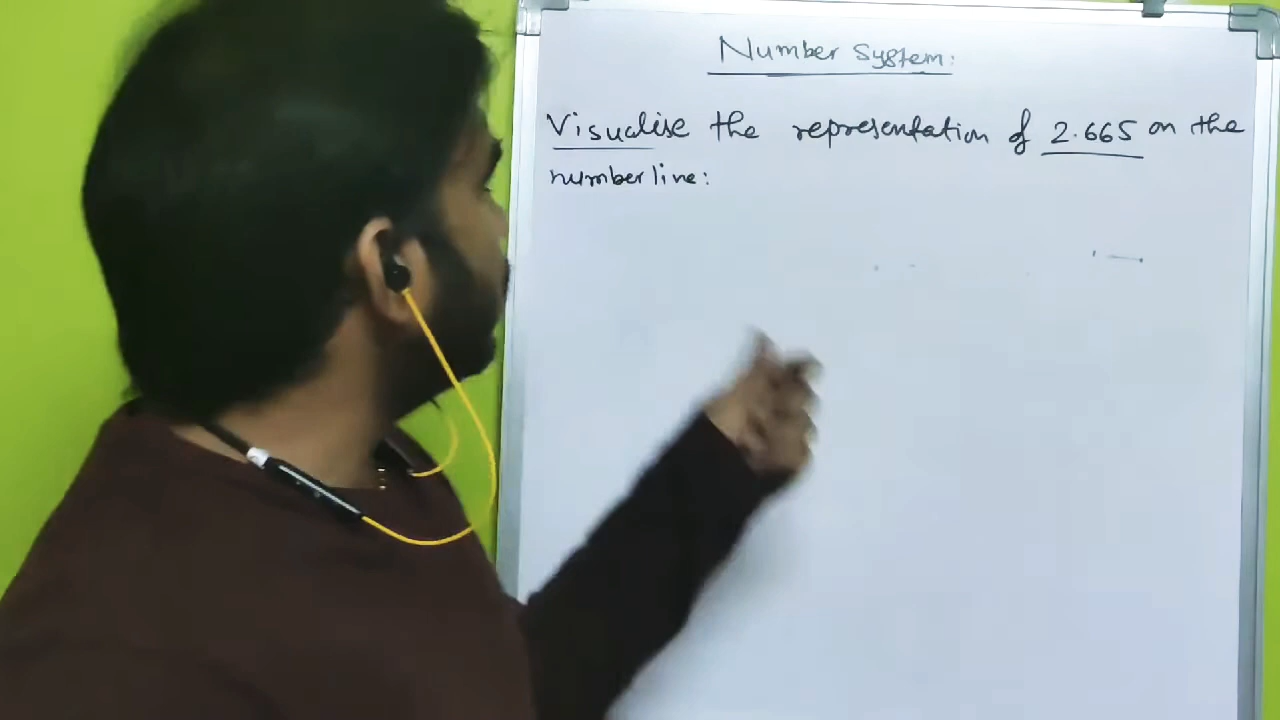 Number System:
Visualise the representation of 2.665 on the
number line: